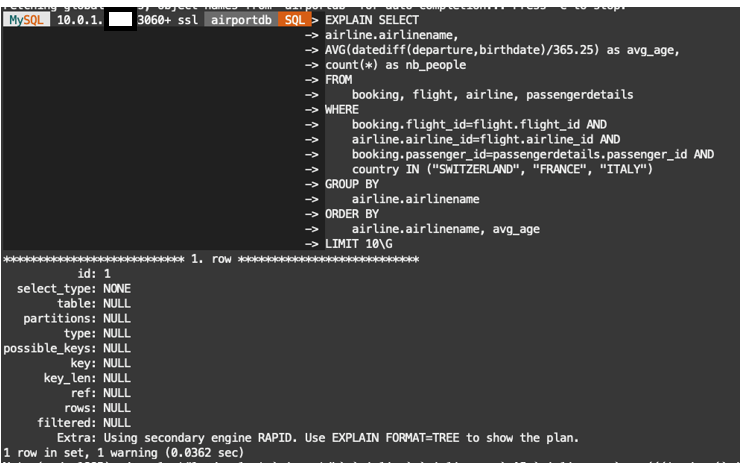 MySQL 10.0.1. 3060+ ssl airportdb SQL > EXPLAIN SELECT
-> airline.airlinename,
-> AVG(datediff(departure,birthdate)/365.25) as avg_age,
-> count(*) as nb_people
-> FROM
-> booking, flight, airline, passengerdetails
-> WHERE
-> booking.flight_id=flight.flight_id AND
-> airline.airline_id=flight.airline_id AND
-> booking.passenger_id=passengerdetails.passenger_id AND
-> country IN ("SWITZERLAND", "FRANCE", "ITALY")
-> GROUP BY
-> airline.airlinename
-> ORDER BY
-> airline.airlinename, avg_age
-> LIMIT 10\G
*************************** 1. row ***************************
id: 1
select_type: NONE
table: NULL
partitions: NULL
type: NULL
possible_keys: NULL
key: NULL
key_len: NULL
ref: NULL
rows: NULL
filtered: NULL
Extra: Using secondary engine RAPID. Use EXPLAIN FORMAT=TREE to show the plan.
1 row in set, 1 warning (0.0362 sec)